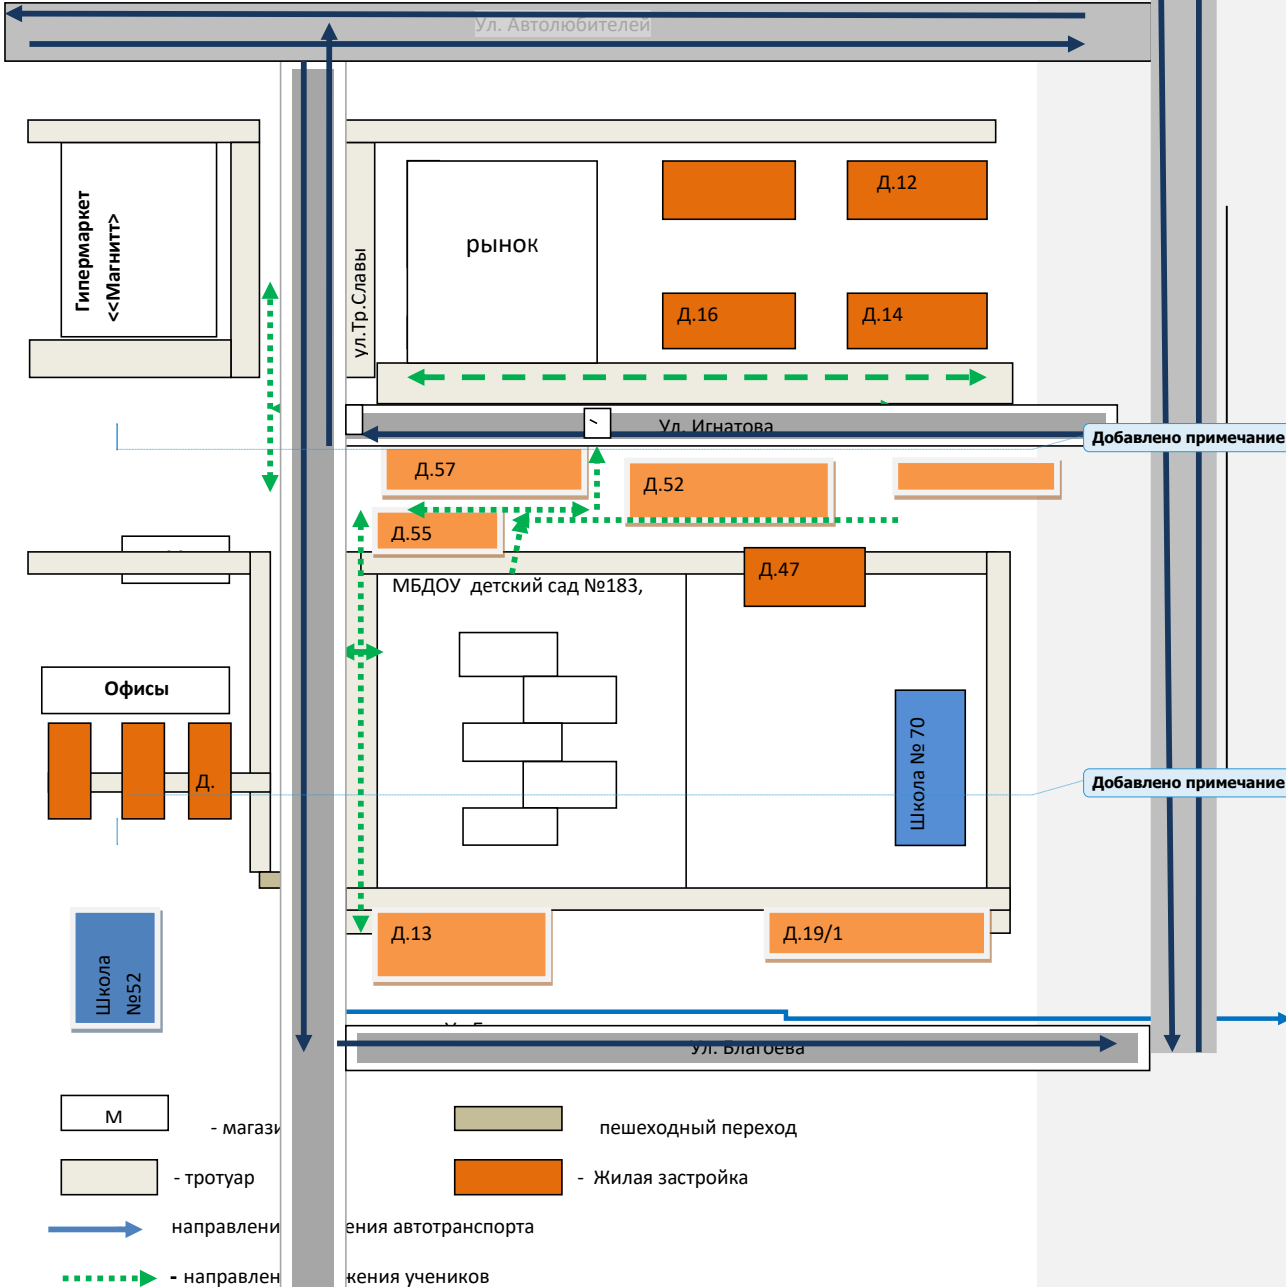 Ул. Автолюбителей
Гипермаркет
<<Магнитт>>
ул.Тр.Славы
рынок
Д.12
Д.16
Д.14
Ул. Игнатова
Добавлено примечание
Д.57
Д.52
Д.55
МБДОУ детский сад №183,
Д.47
Офисы
Д.
Школа № 70
Добавлено примечание
Школа
№52
Д.13
Д.19/1
Ул. Благоева
М
- магази
пешеходный переход
- тротуар
- Жилая застройка
направлени ения автотранспорта
- направлен жения учеников